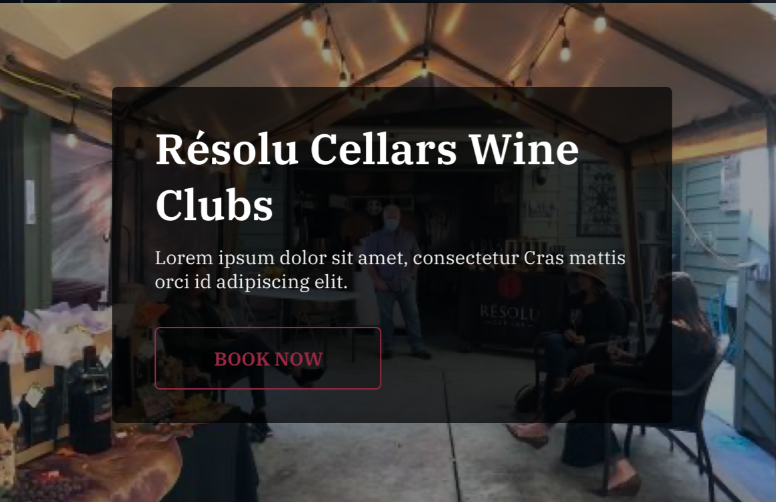 Résolu Cellars Wine
Clubs
Lorem ipsum dolor sit amet, consectetur Cras mattis
orci id adipiscing elit.
RÉSOLU
BOOK NOW